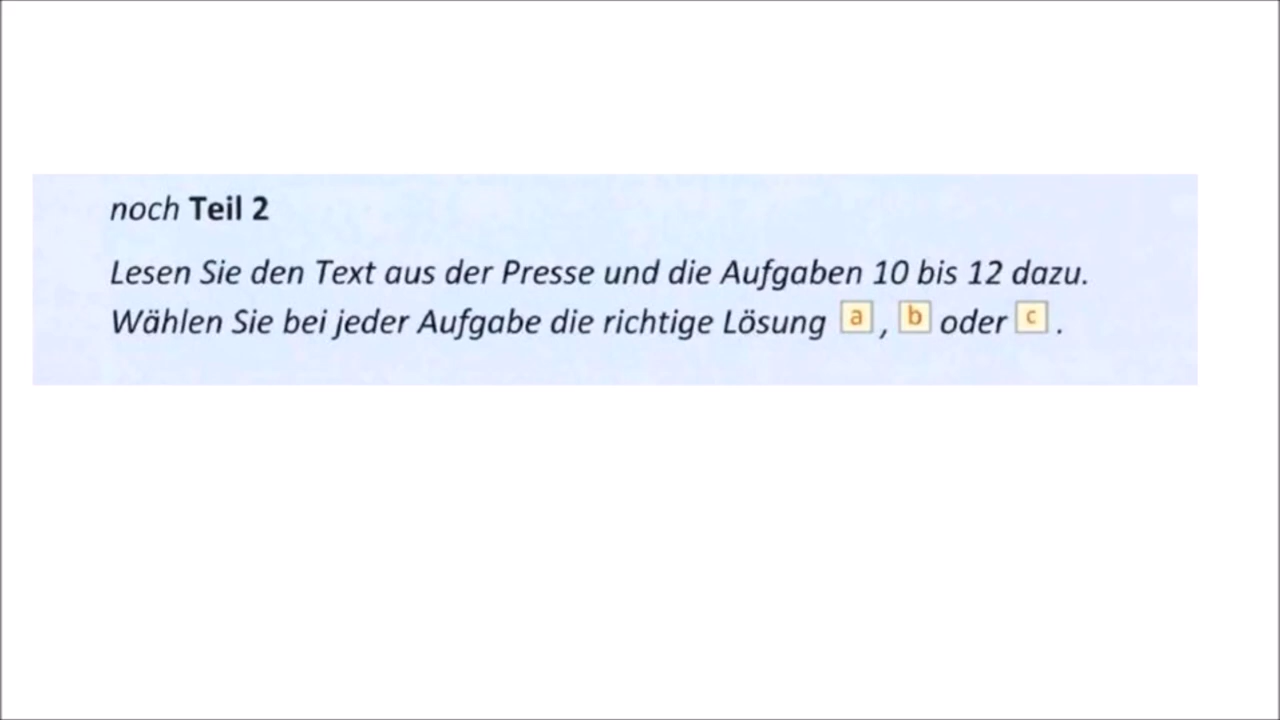 noch Teil 2
Lesen Sie den Text aus der Presse und die Aufgaben 10 bis 12 dazu.
Wählen Sie bei jeder Aufgabe die richtige Lösung a , b oder c .